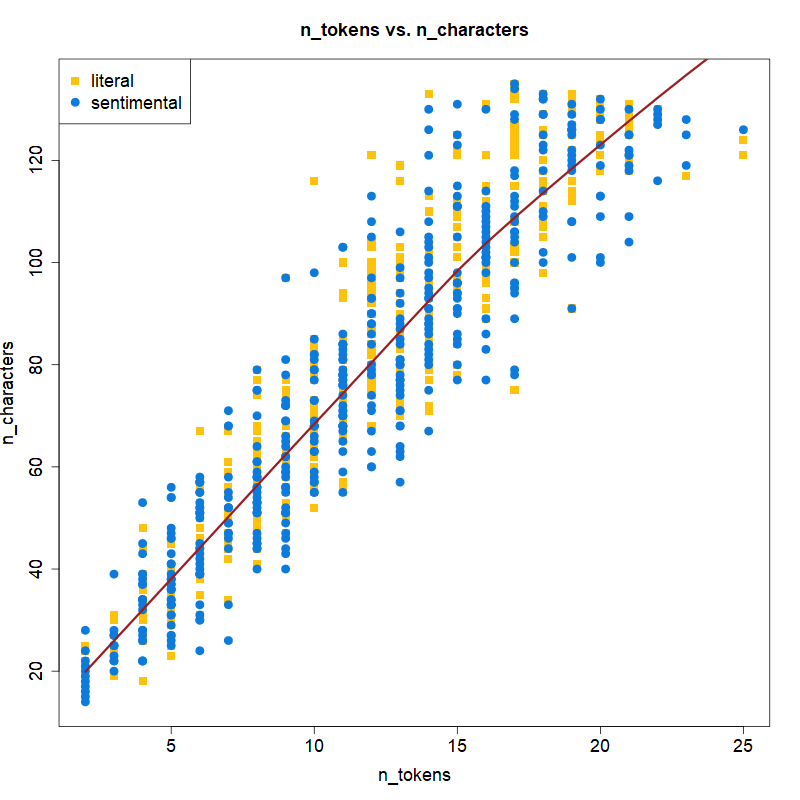 n_tokens vs. n_characters
literal
sentimental
n_characters
120
100
80
60
40
20
5 10 15 20 25
n_tokens